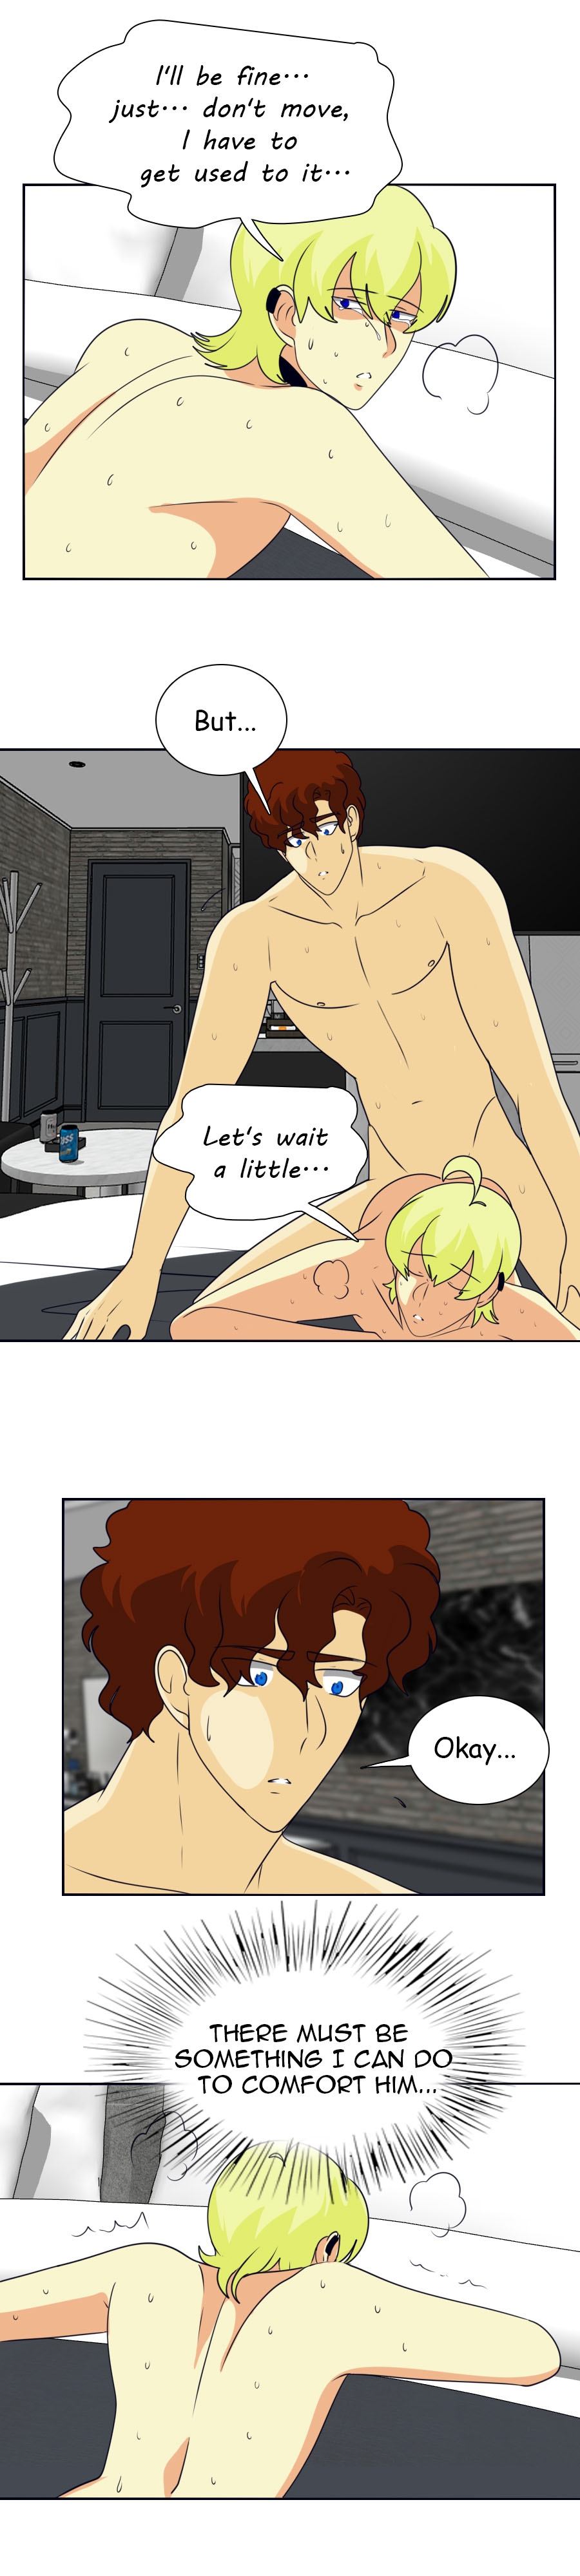 I'll be fine...
just... don't move,
I have to
get used to it...
But...
Let's wait
a little...
Okay...
THERE MUST BE
SOMETHING I CAN DO
TO COMFORT HIM...